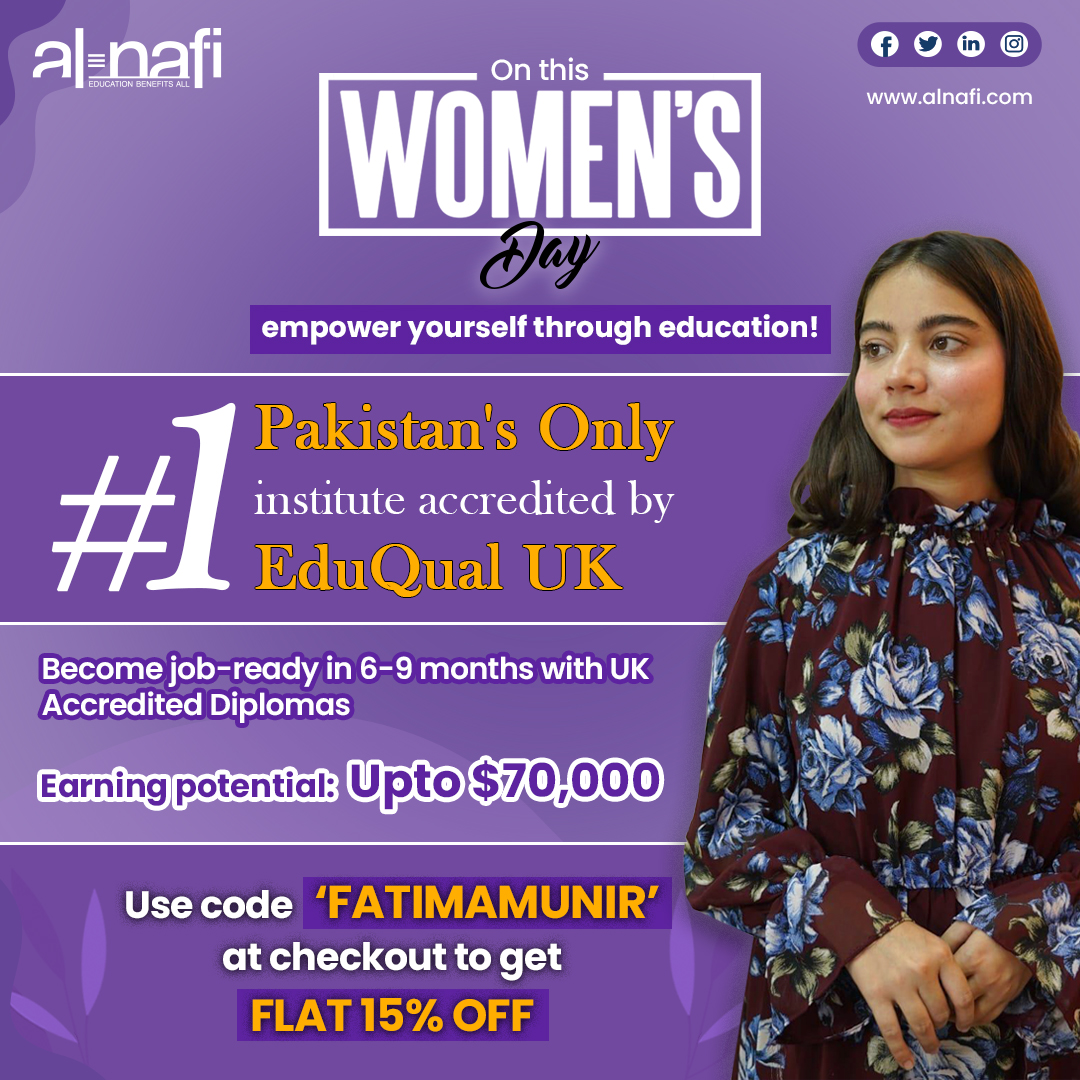 al nafi
EDUCATION BENEFITS ALL
www.alnafi.com
On this
WOMEN'S
Day
empower yourself through education!
#1
Pakistan's Only
institute accredited by
EduQual UK
Become job-ready in 6-9 months with UK
Accredited Diplomas
Earning potential: Upto $70,000
Use code ‘FATIMAMUNIR’
at checkout to get
FLAT 15% OFF